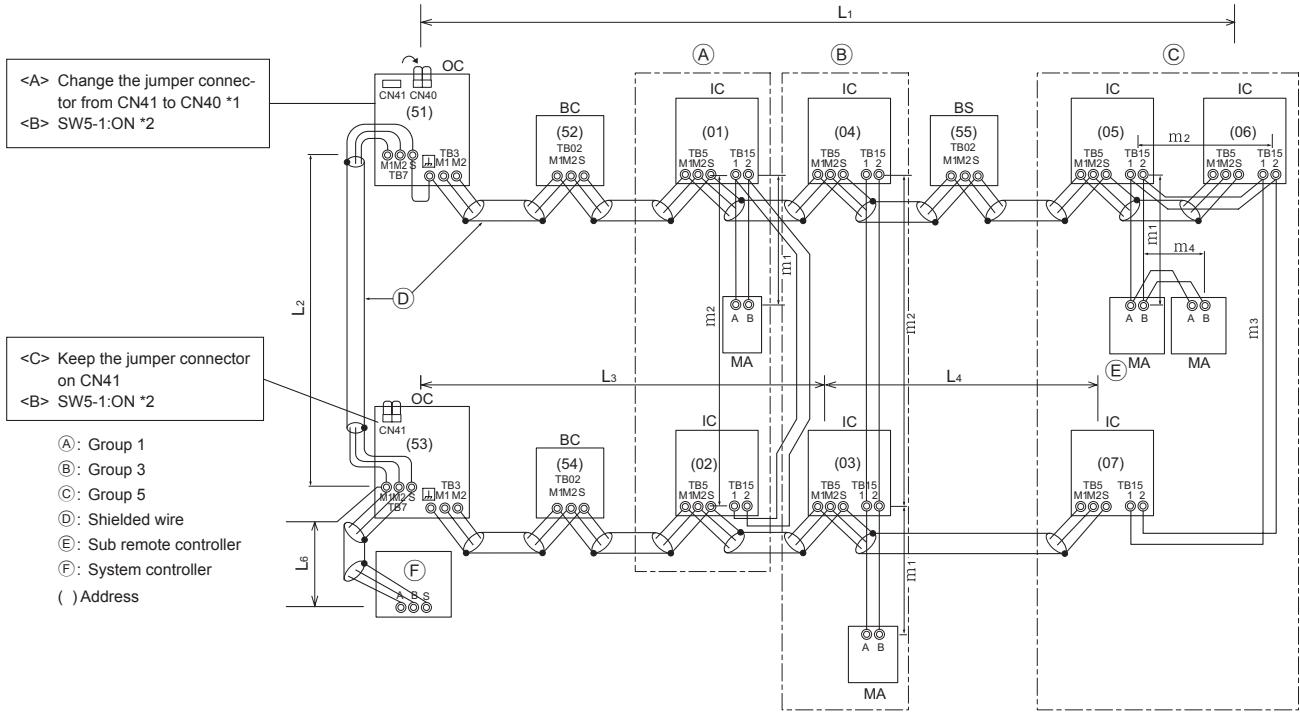 L1
<A> Change the jumper connec-
tor from CN41 to CN40 *1
<B> SW5-1:ON *2
OC
CN41 CN40
(51)
M1M2 S
TB7
TB3
M1 M2
BC
(52)
TB02
M1M2S
A
IC
(01)
TB5
M1M2S
TB15
1 2
B
IC
(04)
TB5
M1M2S
TB15
1 2
BS
(55)
TB02
M1M2S
C
IC
(05)
TB5
M1M2S
TB15
1 2
m2
IC
(06)
TB5
M1M2S
TB15
1 2
L2
D
m2
m1
A B
MA
m2
m1
m4
A B
MA
A B
MA
E
m3
<C> Keep the jumper connector
on CN41
<B> SW5-1:ON *2
L3
L4
OC
CN41
(53)
M1M2 S
TB7
TB3
M1 M2
BC
(54)
TB02
M1M2S
IC
(02)
TB5
M1M2S
TB15
1 2
IC
(03)
TB5
M1M2S
TB15
1 2
IC
(07)
TB5
M1M2S
TB15
1 2
A: Group 1
B: Group 3
C: Group 5
D: Shielded wire
E: Sub remote controller
F: System controller
( ) Address
L6
F
A B S
m1
A B
MA